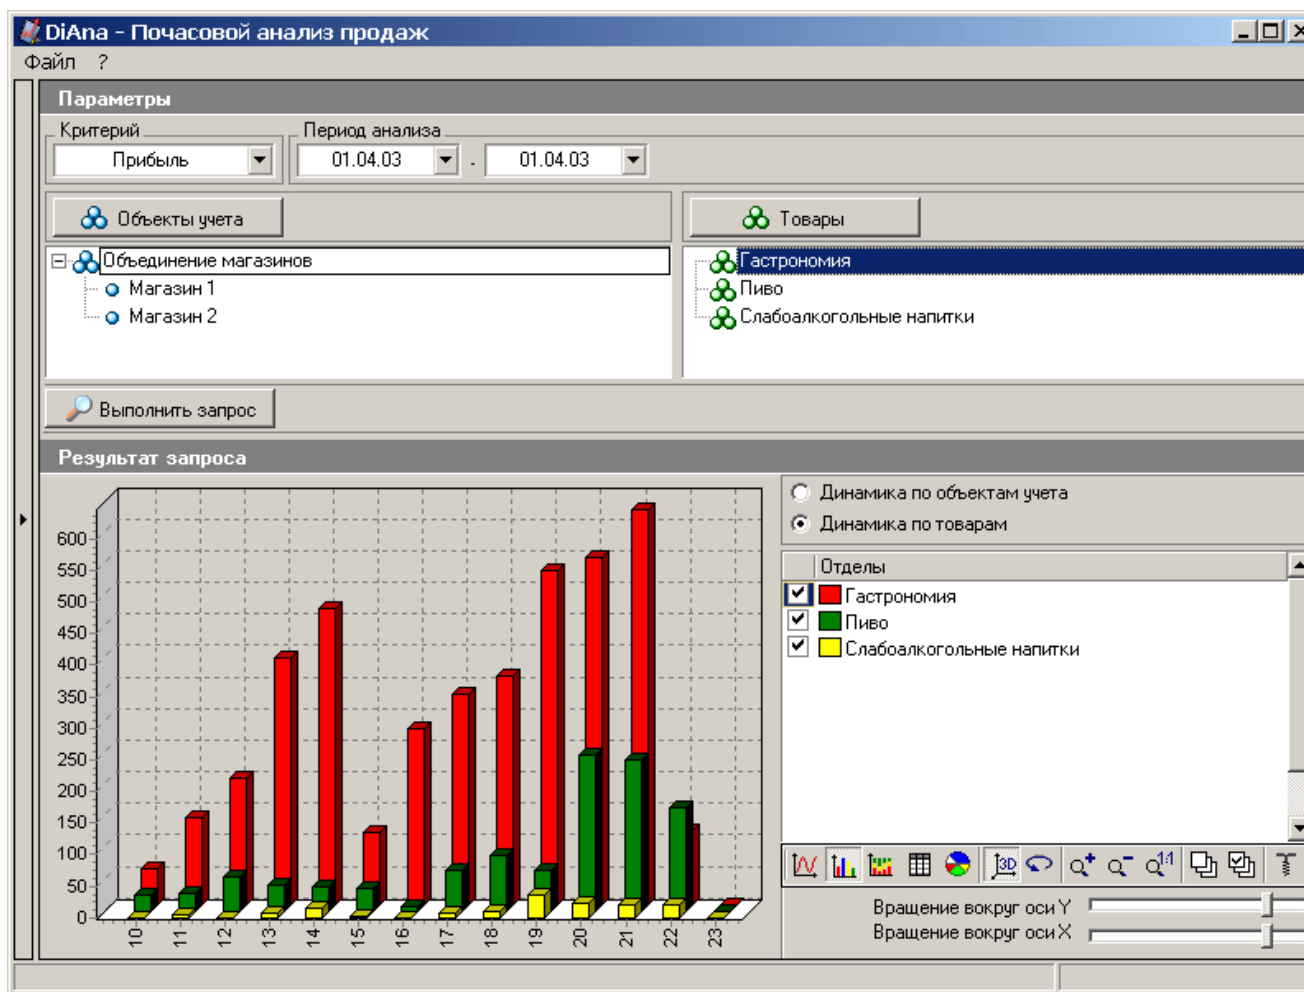 DiAna - Почасовой анализ продаж
Файл ?
Параметры
Критерий
Период анализа
Прибыль
01.04.03 - 01.04.03
Объекты учета
Товары
Объединение магазинов
Магазин 1
Магазин 2
Гастрономия
Пиво
Слабоалкогольные напитки
Выполнить запрос
Результат запроса
600
550
500
450
400
350
300
250
200
150
100
50
0
10 11 12 13 14 15 16 17 18 19 20 21 22 23
Динамика по объектам учета
Динамика по товарам
Отделы
Гастрономия
Пиво
Слабоалкогольные напитки
3D
1:1
Вращение вокруг оси Y
Вращение вокруг оси X